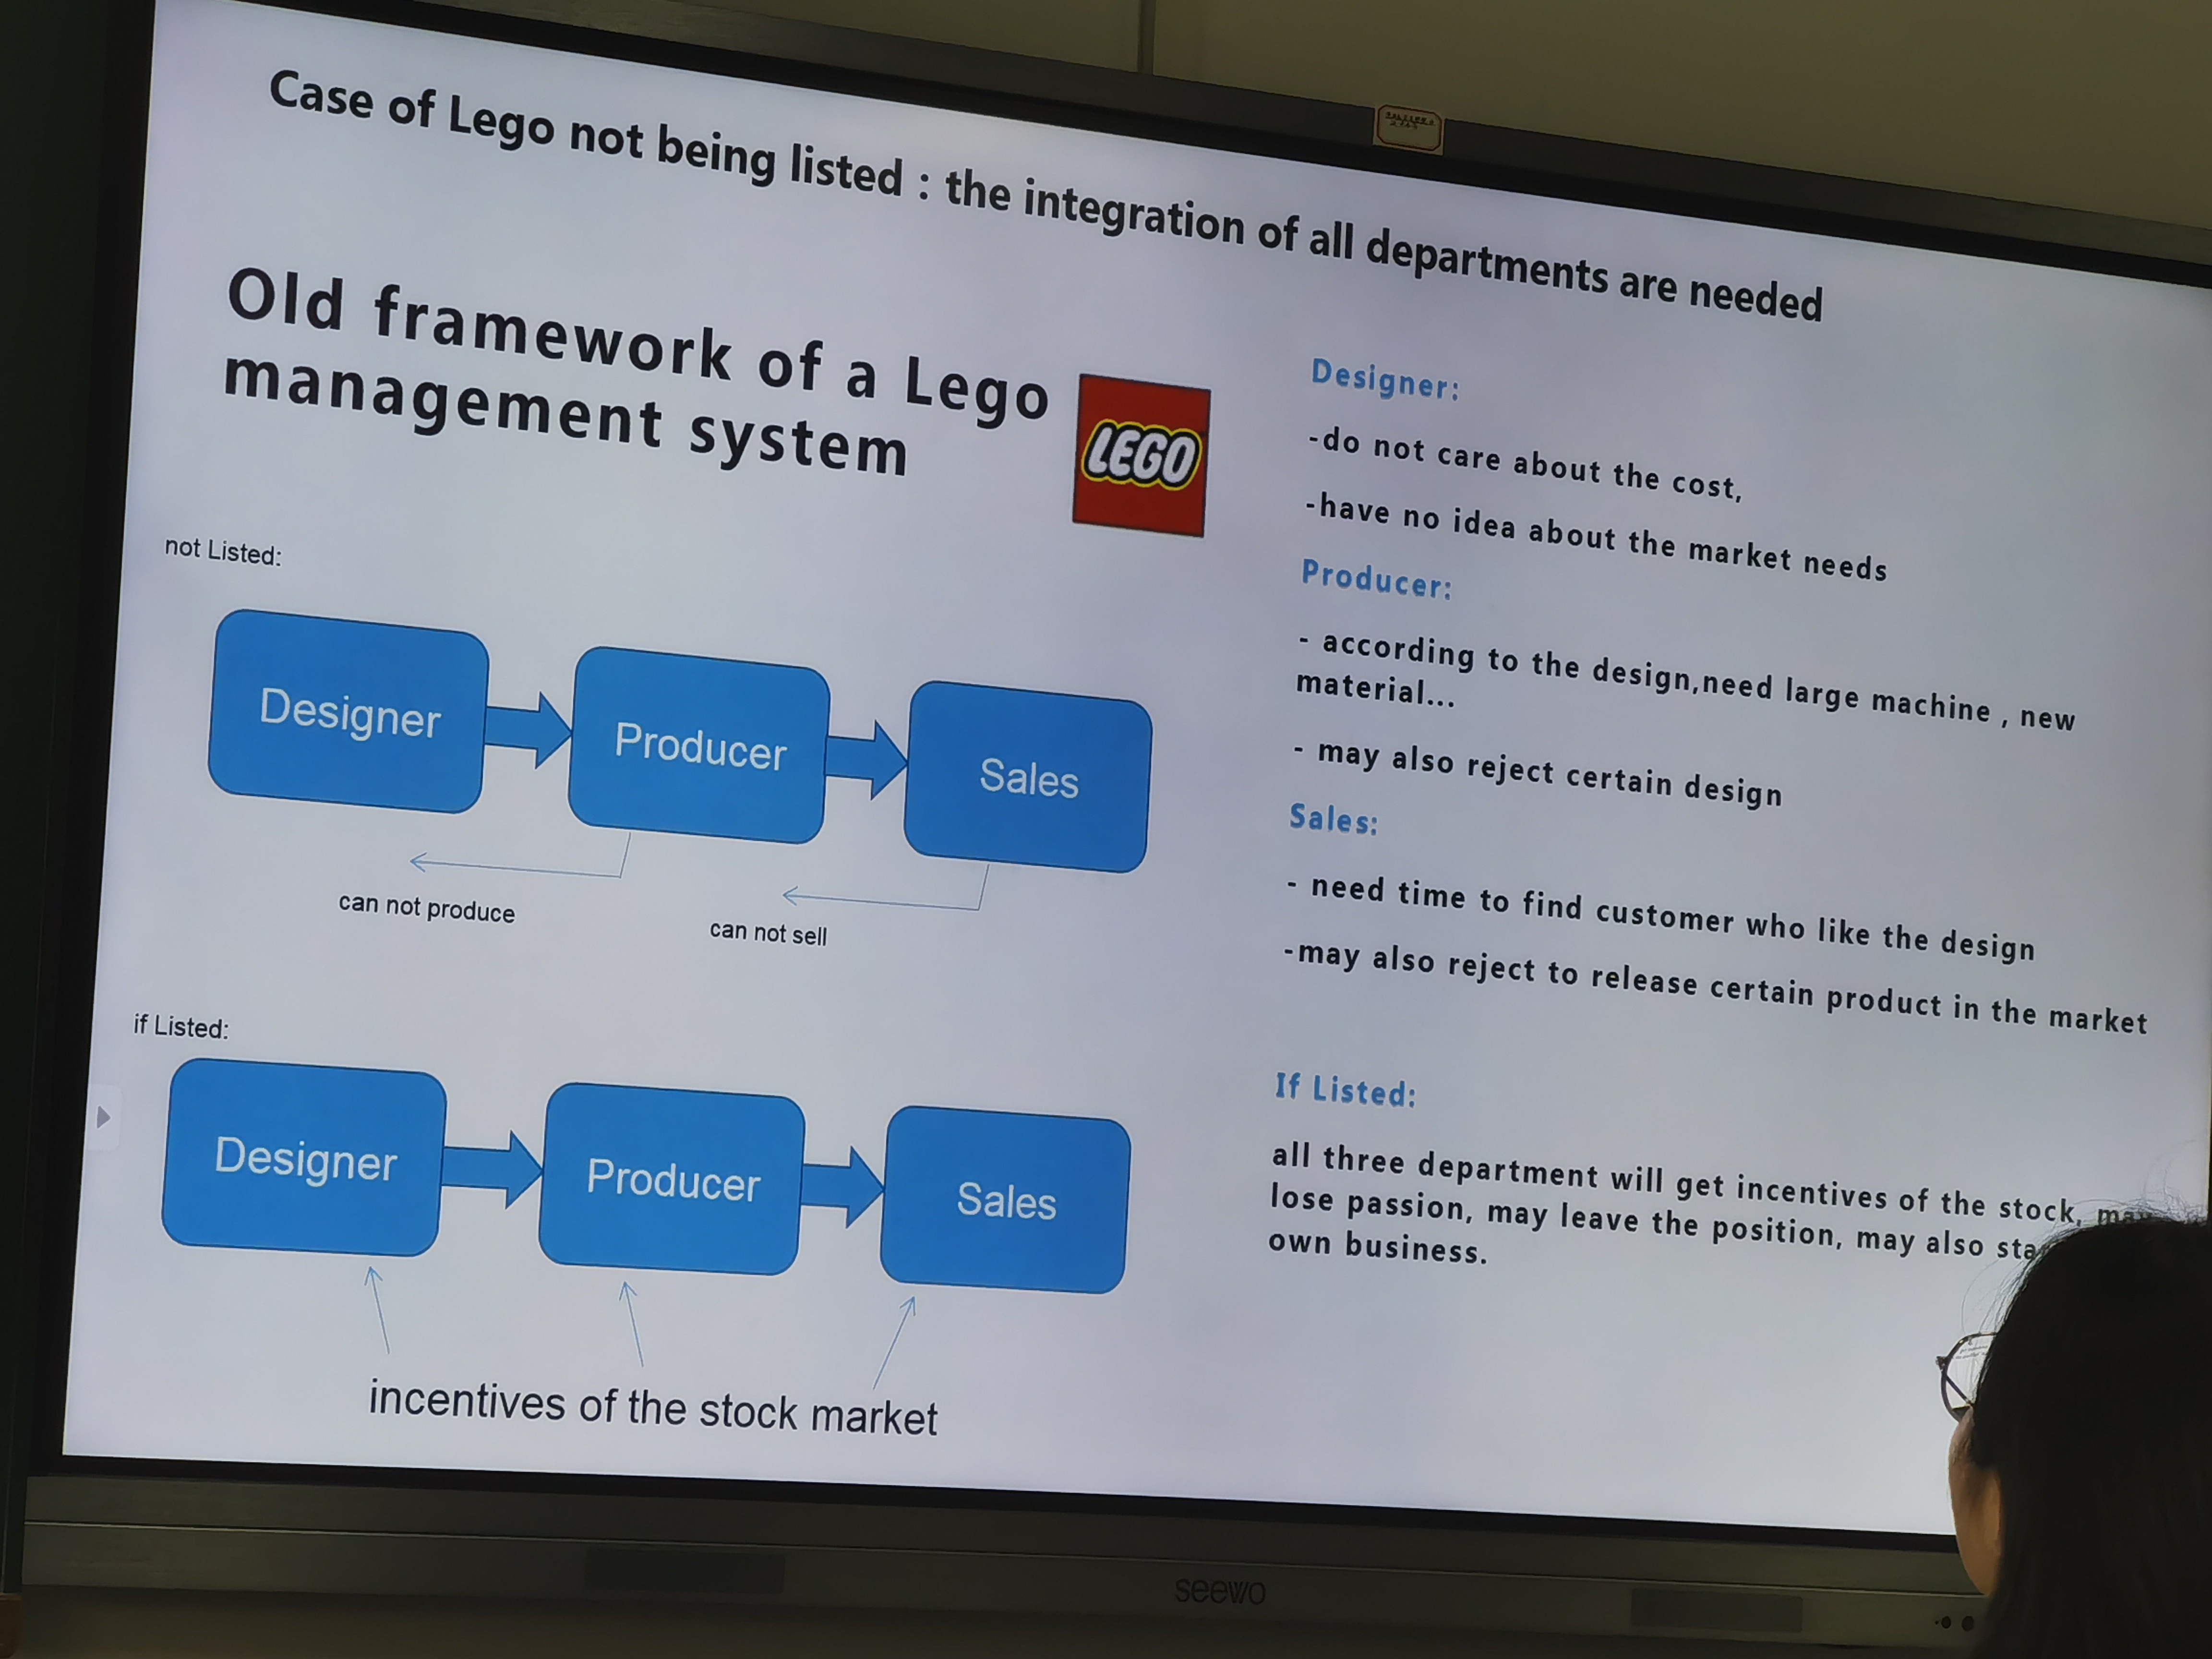 Case of Lego not being listed : the integration of all departments are needed
Old framework of a Lego
management system
LEGO
not Listed:
Designer
Producer
Sales
can not produce
can not sell
if Listed:
Designer
Producer
Sales
incentives of the stock market
Designer:
-do not care about the cost,
-have no idea about the market needs
Producer:
- according to the design,need large machine , new
material...
- may also reject certain design
Sales:
- need time to find customer who like the design
-may also reject to release certain product in the market
If Listed:
all three department will get incentives of the stock, may
lose passion, may leave the position, may also
own business.
seewo